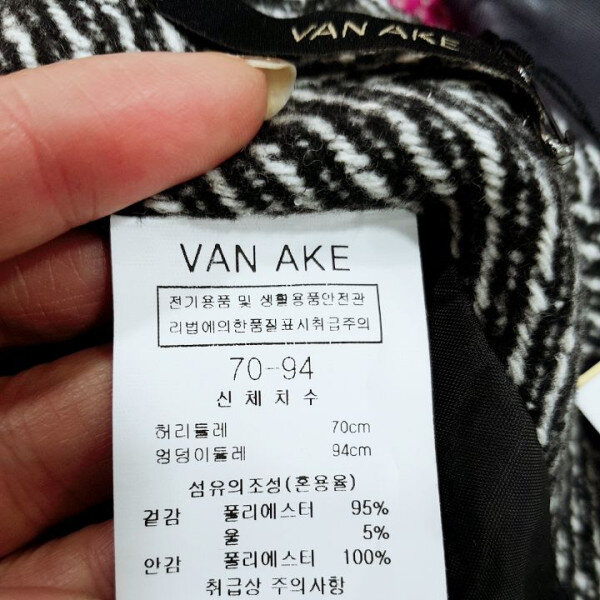 VAN AKE
VAN AKE
전기용품 및 생활용품안전관
리법에의한품질표시취급주의
70-94
신체치수
허리둘레 70cm
엉덩이둘레 94cm
섬유의조성(혼용율)
겉감 폴리에스터 95%
울 5%
안감 폴리에스터 100%
취급상 주의사항